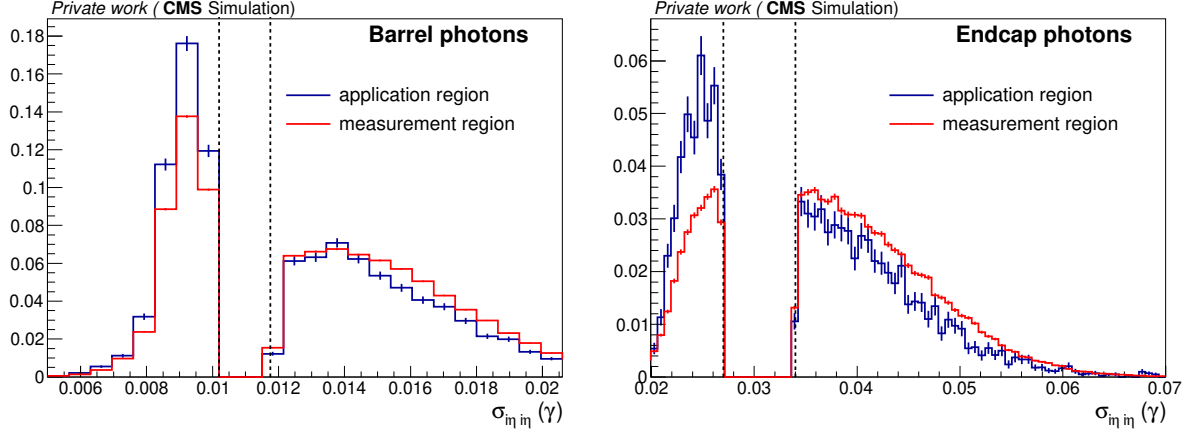 Private work ( CMS Simulation)
Barrel photons
application region
measurement region
0.18
0.16
0.14
0.12
0.1
0.08
0.06
0.04
0.02
0
0.006 0.008 0.01 0.012 0.014 0.016 0.018 0.02
σiη iη (γ)
Private work ( CMS Simulation)
Endcap photons
application region
measurement region
0.06
0.05
0.04
0.03
0.02
0.01
0
0.02 0.03 0.04 0.05 0.06 0.07
σiη iη (γ)